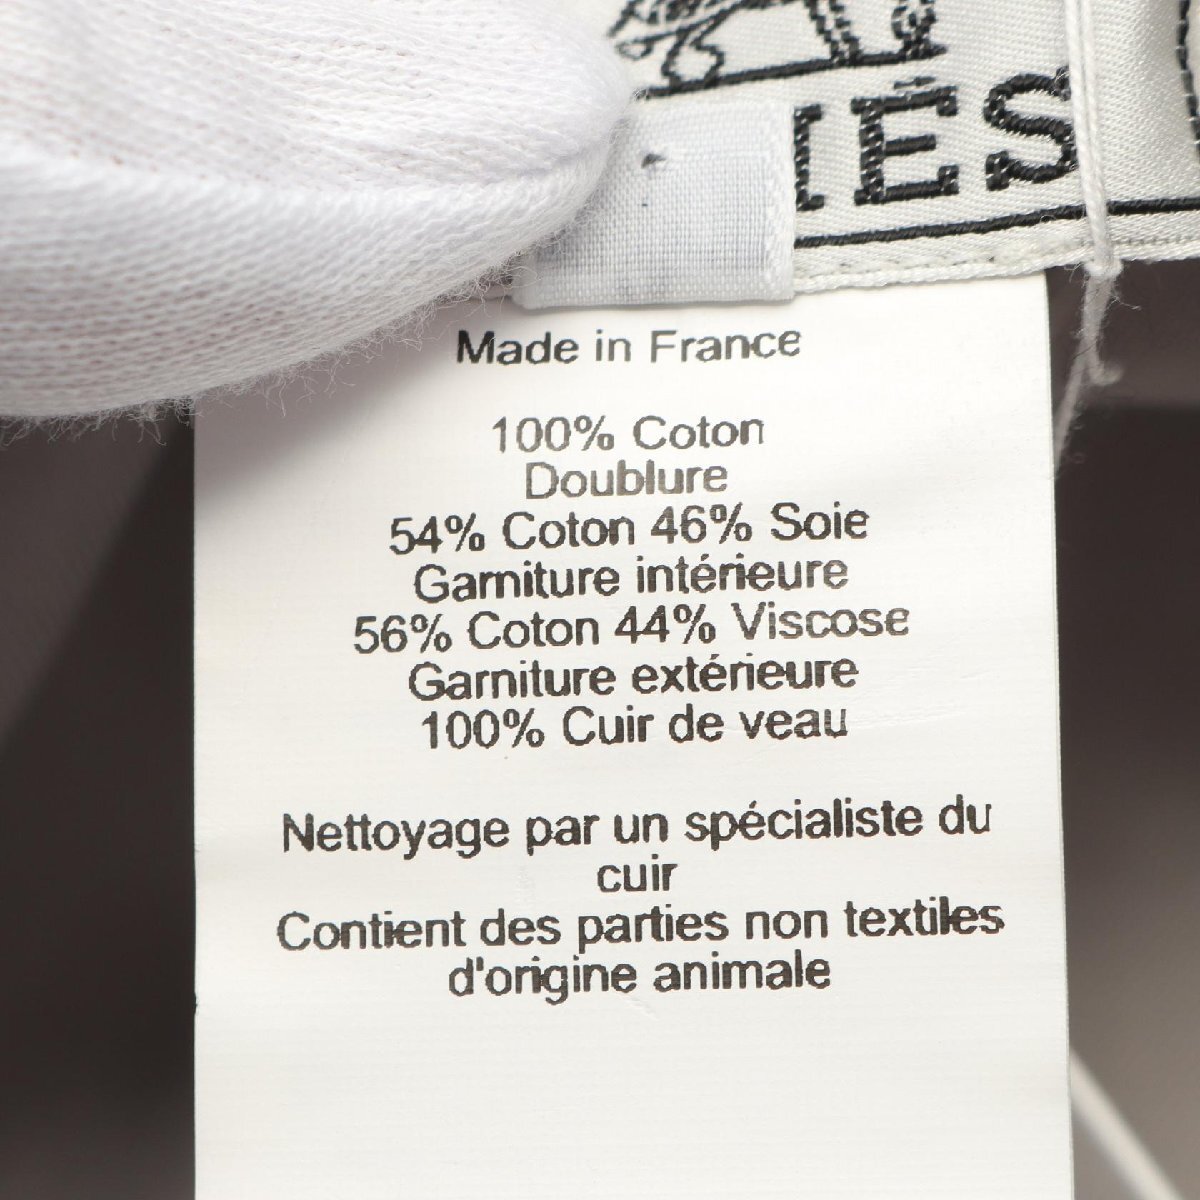 Made in France
100% Coton
Doublure
54% Coton 46% Soie
Garniture intérieure
56% Coton 44% Viscose
Garniture extérieure
100% Cuir de veau
Nettoyage par un spécialiste du
cuir
Contient des parties non textiles
d'origine animale